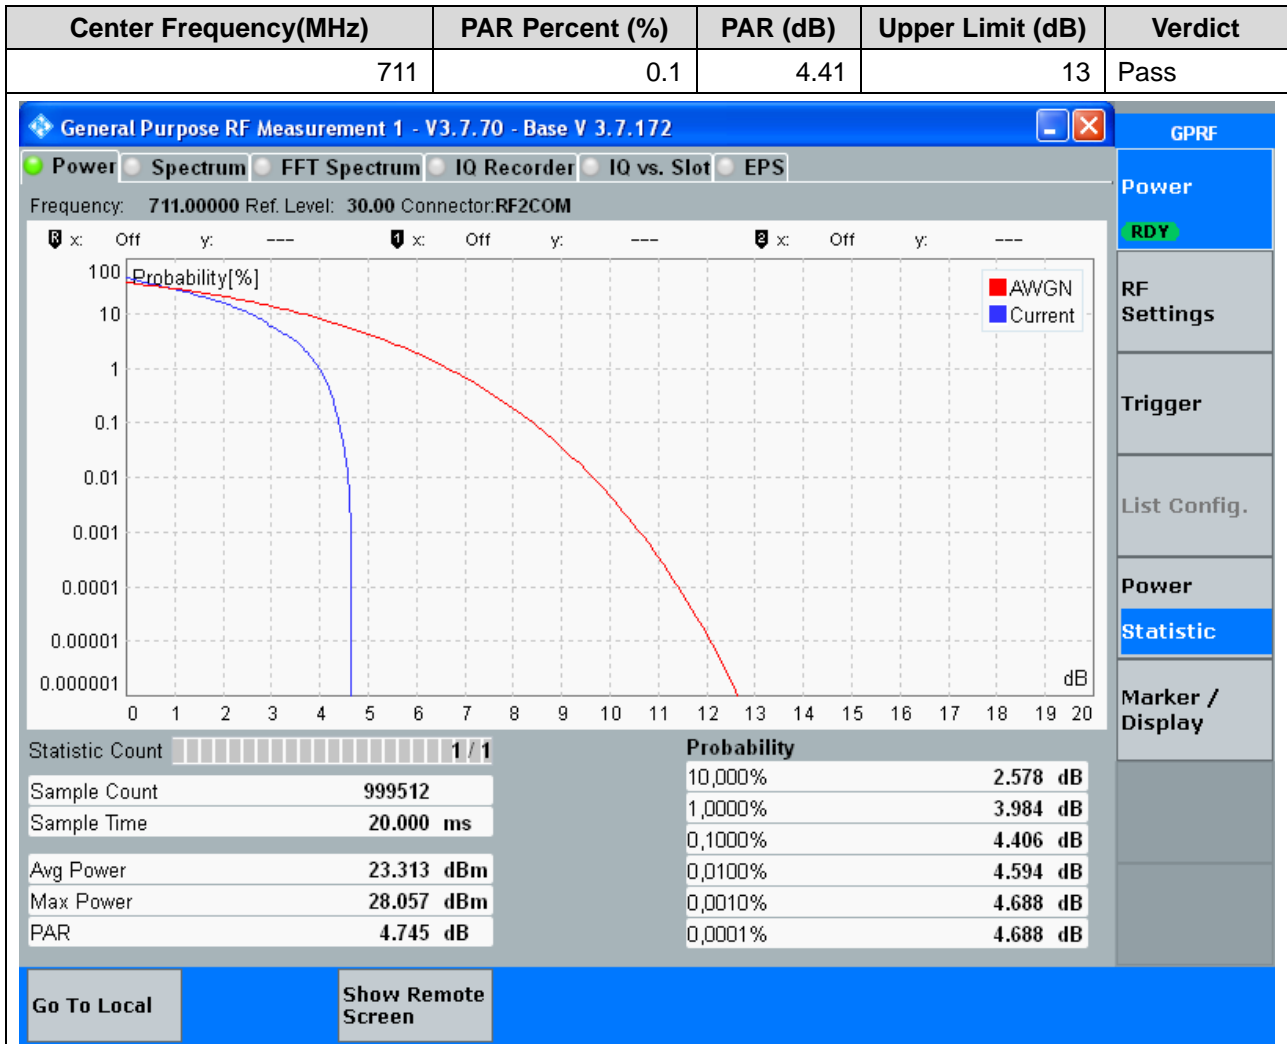 Center Frequency(MHz) PAR Percent (%) PAR (dB) Upper Limit (dB) Verdict
711 0.1 4.41 13 Pass
General Purpose RF Measurement 1 - V3.7.70 - Base V 3.7.172
GPRF
Power Spectrum FFT Spectrum IQ Recorder IQ vs. Slot EPS
Power
RDY
Frequency: 711.00000 Ref. Level: 30.00 Connector:RF2COM
R x: Off y: --- 1 x: Off y: --- 2 x: Off y: ---
Probability[%]
AWGN
Current
100
10
1
0.1
0.01
0.001
0.0001
0.00001
0.000001
dB
0 1 2 3 4 5 6 7 8 9 10 11 12 13 14 15 16 17 18 19 20
RF
Settings
Trigger
List Config.
Power
Statistic
Marker /
Display
Statistic Count 1 / 1
Sample Count 999512
Sample Time 20.000 ms
Avg Power 23.313 dBm
Max Power 28.057 dBm
PAR 4.745 dB
Probability
10,000% 2.578 dB
1,0000% 3.984 dB
0,1000% 4.406 dB
0,0100% 4.594 dB
0,0010% 4.688 dB
0,0001% 4.688 dB
Go To Local
Show Remote
Screen